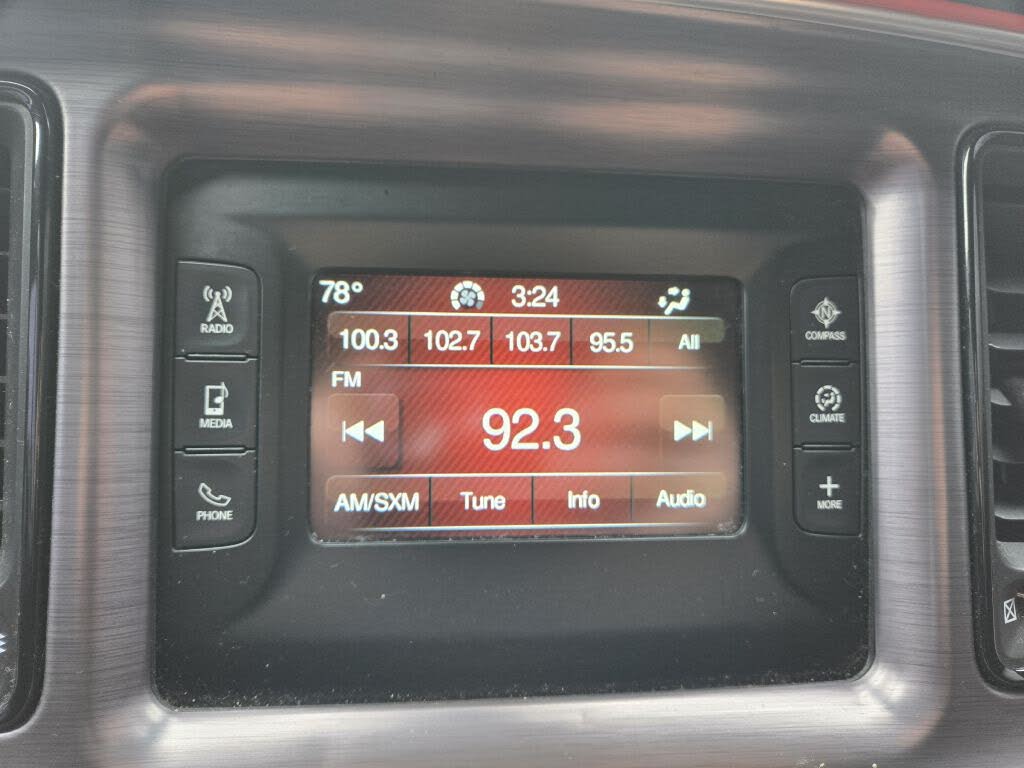 78° 3:24
100.3 102.7 103.7 95.5 All
FM
92.3
AM/SXM Tune Info Audio
RADIO
MEDIA
PHONE
COMPASS
CLIMATE
MORE